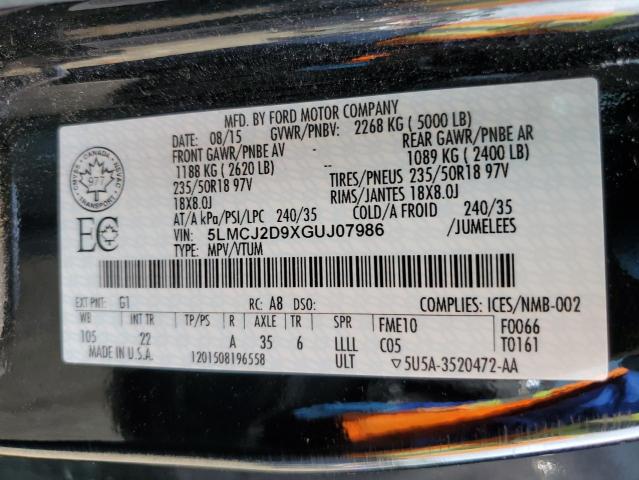 MFD. BY FORD MOTOR COMPANY
DATE: 08/15 GVWR/PNBV: 2268 KG ( 5000 LB)
FRONT GAWR/PNBE AV REAR GAWR/PNBE AR
1188 KG ( 2620 LB) 1089 KG ( 2400 LB)
235/50R18 97V TIRES/PNEUS 235/50R18 97V
18X8.0J RIMS/JANTES 18X8.0J
AT/A kPa/PSI/LPC 240/35 COLD/A FROID 240/35
VIN: 5LMCJ2D9XGUJ07986 /JUMELEES
TYPE: MPV/VTUM
CANADA
TRANSPORT
EC
EXT PNT: G1 RC: A8 DSO: COMPLIES: ICES/NMB-002
WB INT TR TP/PS R AXLE TR SPR FME10 F0066
105 22 A 35 6 LLLL C05 T0161
MADE IN U.S.A. 1201508196558 ULT 5U5A-3520472-AA